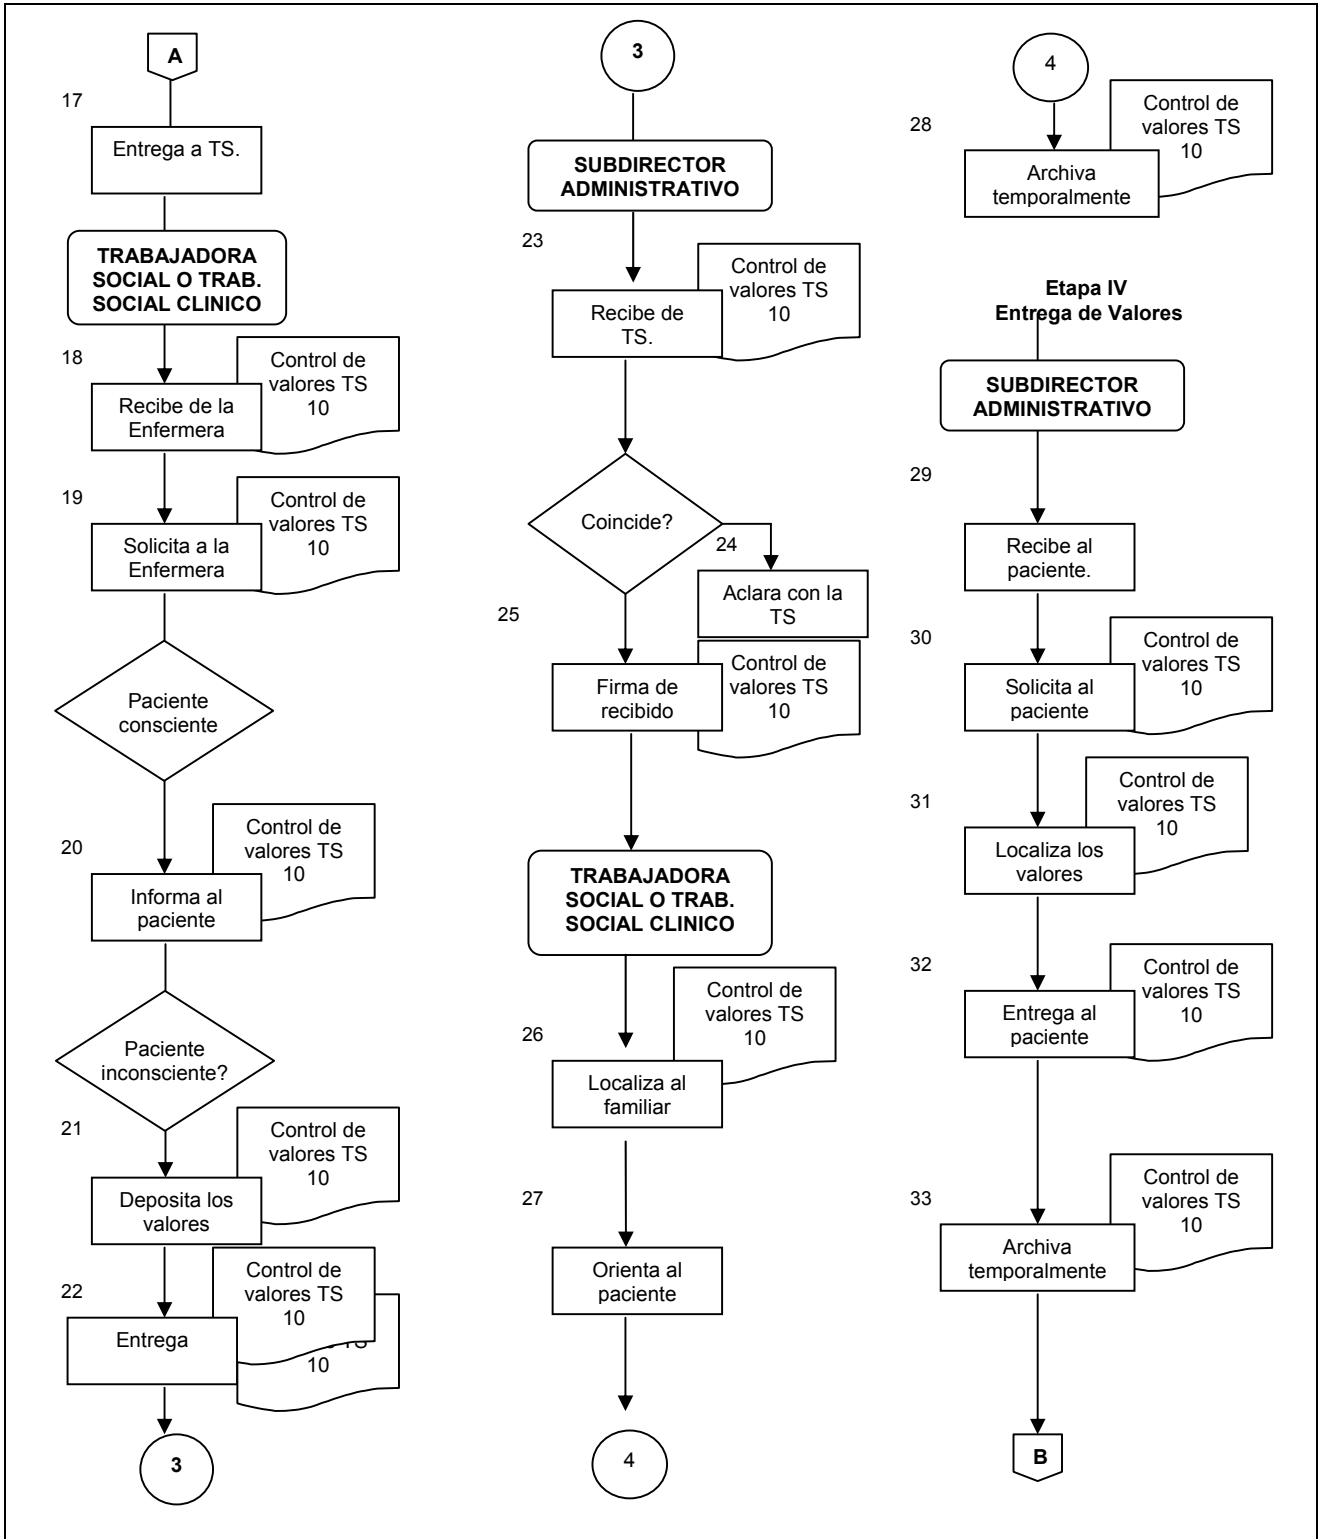 A
17
Entrega a TS.
TRABAJADORA
SOCIAL O TRAB.
SOCIAL CLINICO
18
Control de
valores TS
10
Recibe de la
Enfermera
19
Control de
valores TS
10
Solicita a la
Enfermera
Paciente
consciente
20
Control de
valores TS
10
Informa al
paciente
Paciente
inconsciente?
21
Control de
valores TS
10
Deposita los
valores
22
Control de
valores TS
10
Entrega
TS
10
3
3
SUBDIRECTOR
ADMINISTRATIVO
23
Control de
valores TS
10
Recibe de
TS.
Coincide?
24
Aclara con la
TS
25
Control de
valores TS
10
Firma de
recibido
TRABAJADORA
SOCIAL O TRAB.
SOCIAL CLINICO
26
Control de
valores TS
10
Localiza al
familiar
27
Orienta al
paciente
4
4
28
Control de
valores TS
10
Archiva
temporalmente
Etapa IV
Entrega de Valores
SUBDIRECTOR
ADMINISTRATIVO
29
Recibe al
paciente.
30
Control de
valores TS
10
Solicita al
paciente
31
Control de
valores TS
10
Localiza los
valores
32
Control de
valores TS
10
Entrega al
paciente
33
Control de
valores TS
10
Archiva
temporalmente
B